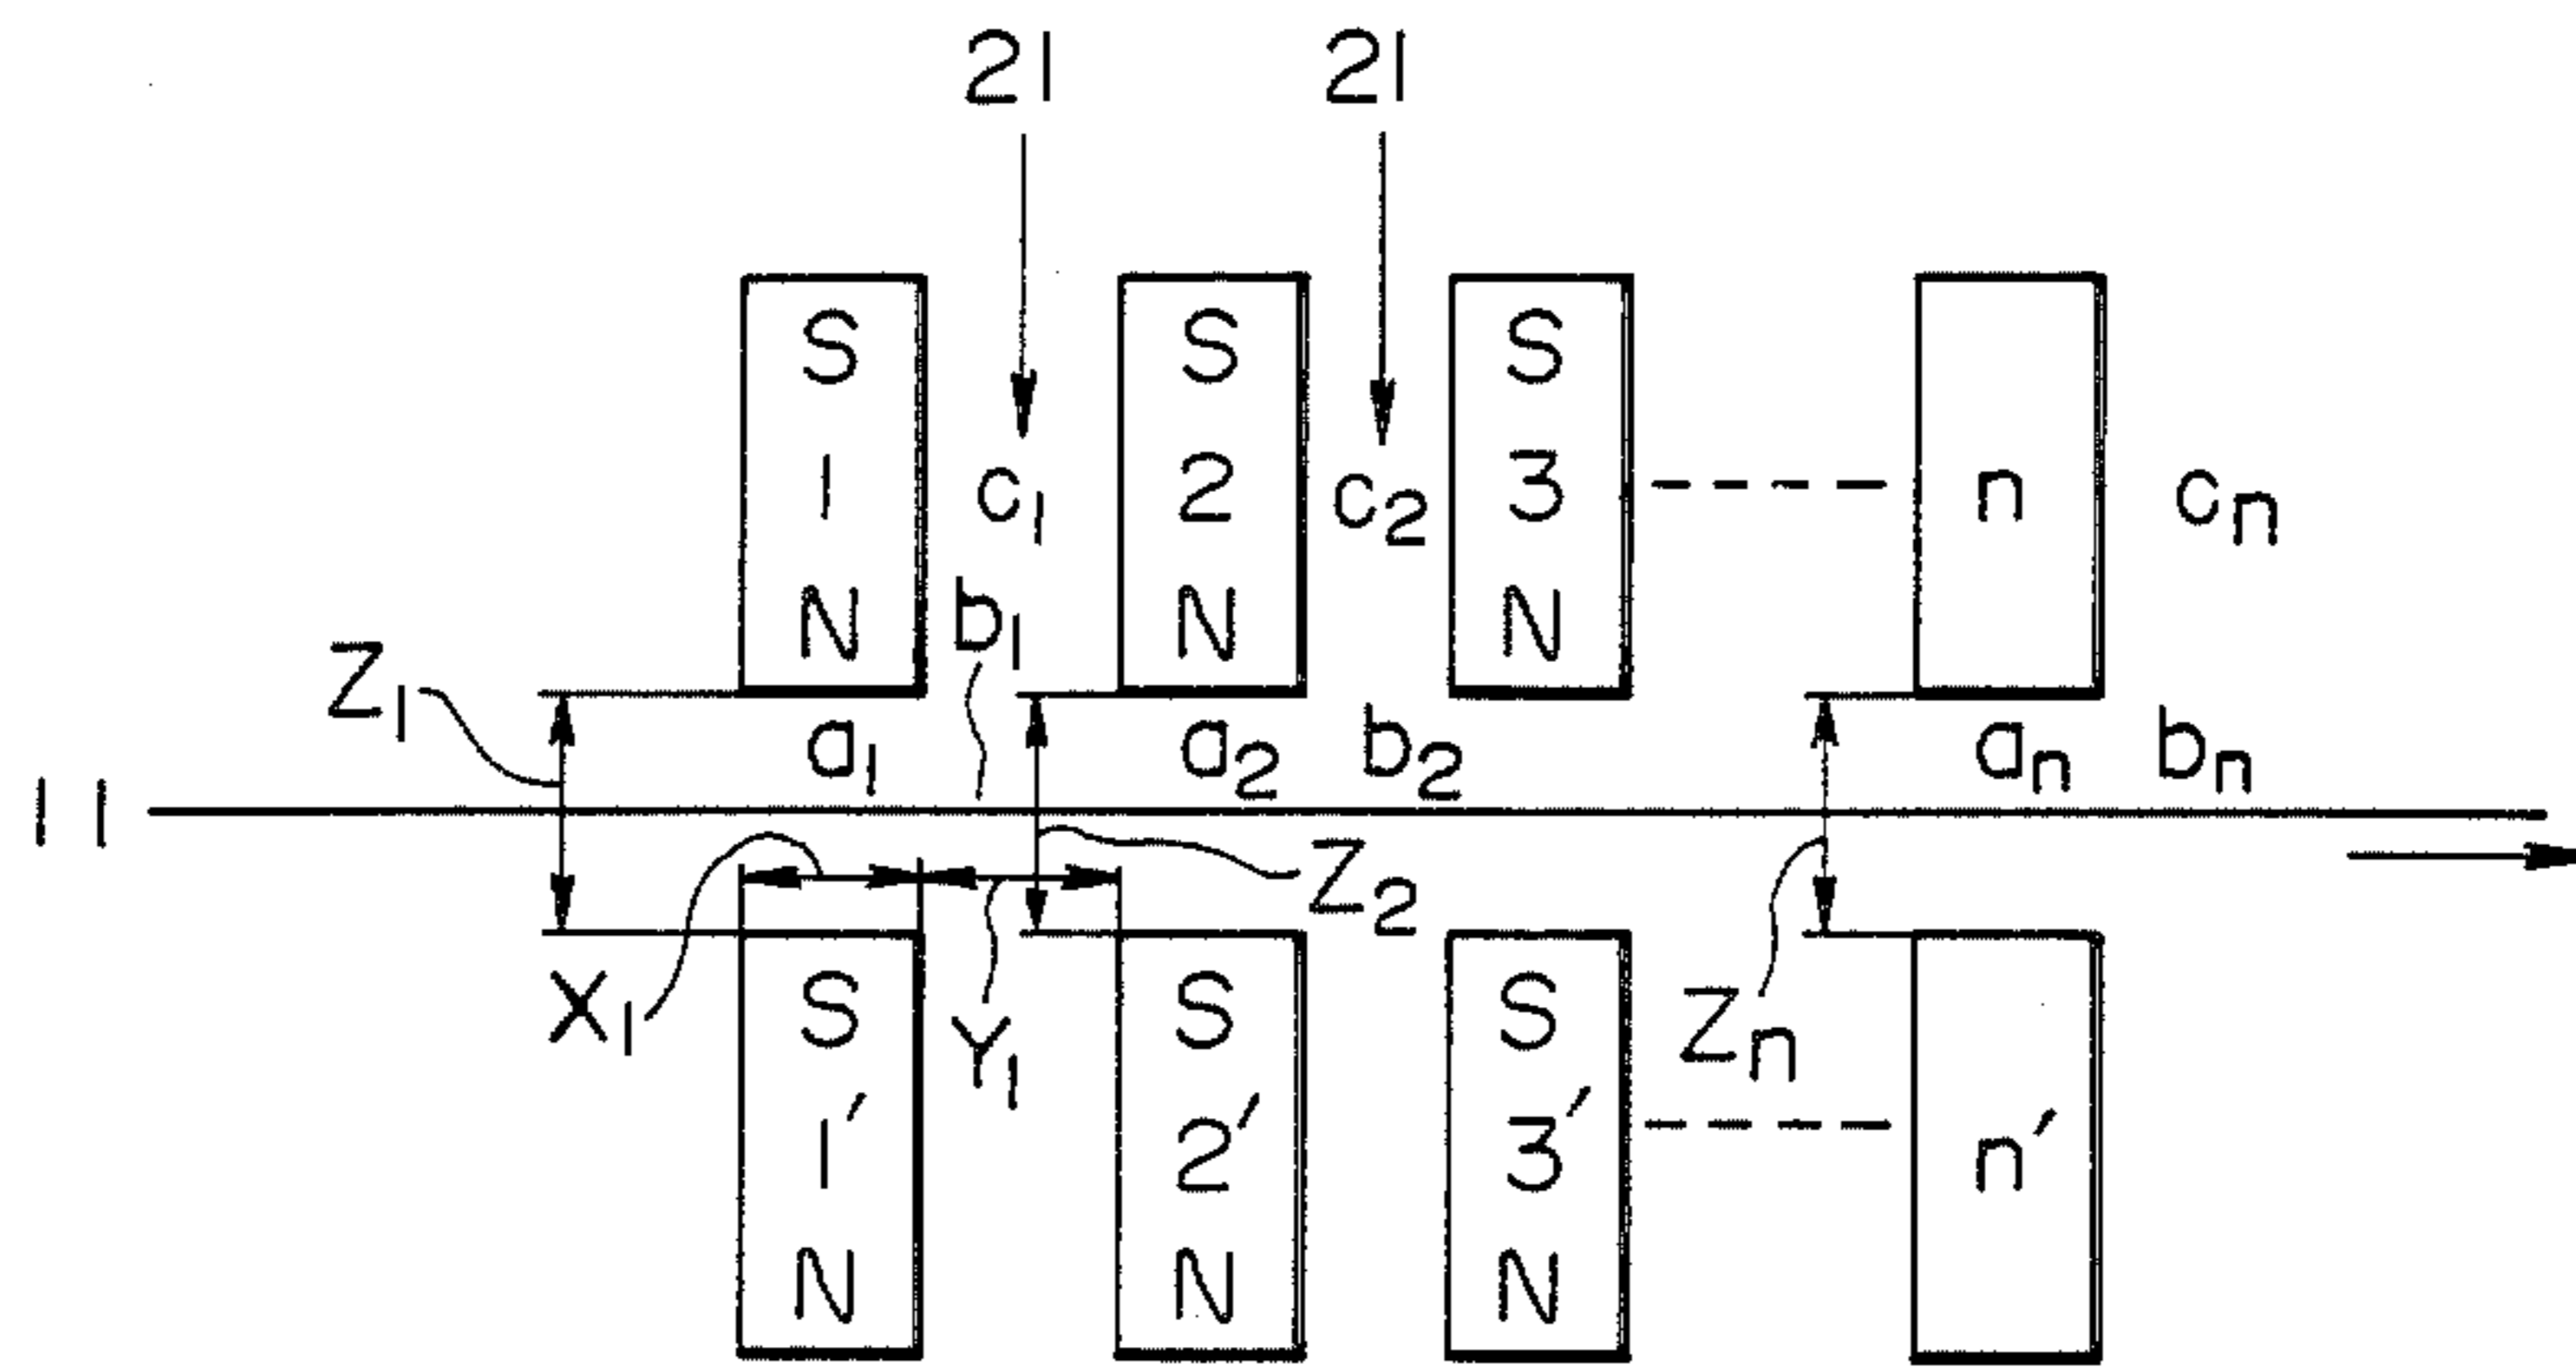 21 21
S S S
1 c₁ 2 c₂ 3 n cₙ
N b₁ N N
Z₁
a₁ a₂ b₂ aₙ bₙ
11
Z₂
X₁ S Y₁ S S Zₙ
1′ 2′ 3′ n′
N N N